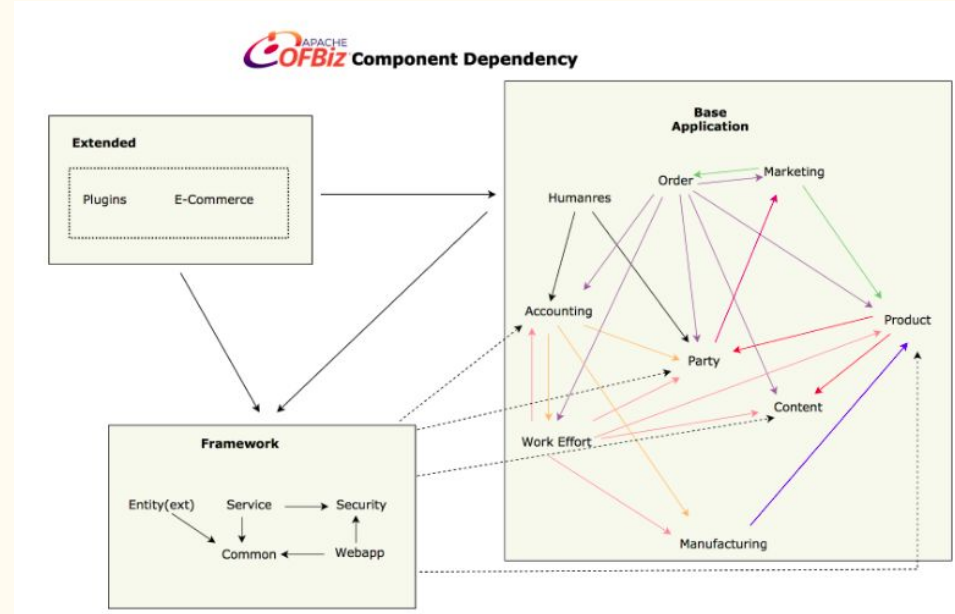 APACHE
OFBiz Component Dependency
Base
Application
Extended
Plugins E-Commerce
Order Marketing
Humanres
Accounting
Product
Party
Content
Work Effort
Manufacturing
Framework
Entity(ext) Service Security
Common Webapp